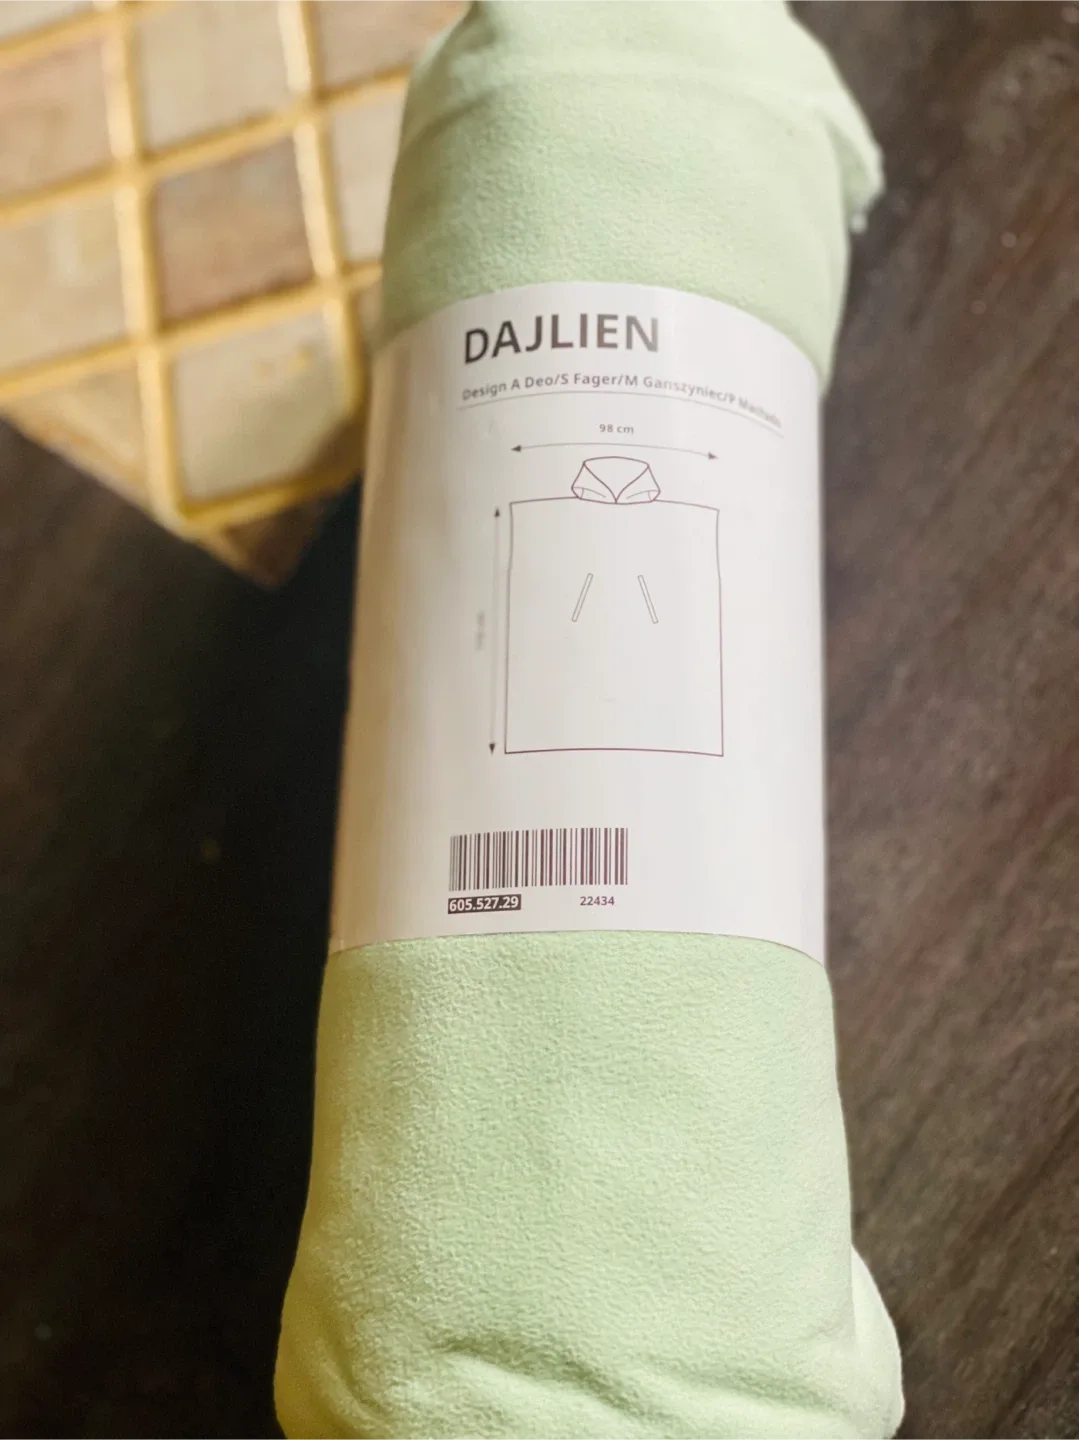 DAJLIEN
Design A Deo/S Fager/M Ganszyniec/P
98 cm
605.527.29
22434